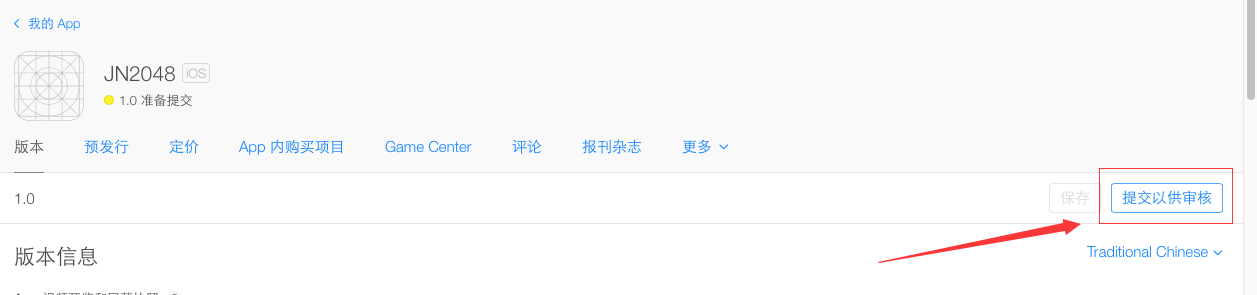 我的 App
JN2048 iOS
1.0 准备提交
版本 预发行 定价 App 内购买项目 Game Center 评论 报刊杂志 更多
1.0 保存 提交以供审核
版本信息 Traditional Chinese